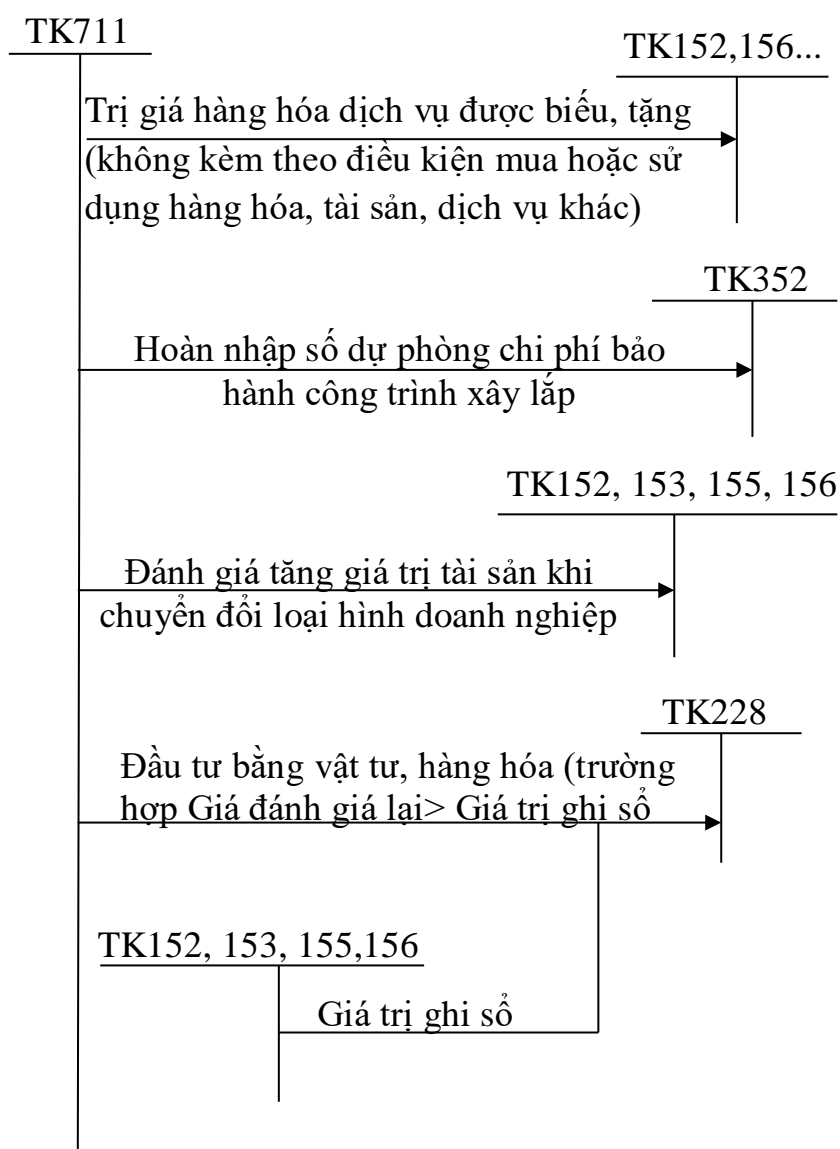 TK711
TK152,156...
Trị giá hàng hóa dịch vụ được biếu, tặng
(không kèm theo điều kiện mua hoặc sử
dụng hàng hóa, tài sản, dịch vụ khác)
TK352
Hoàn nhập số dự phòng chi phí bảo
hành công trình xây lắp
TK152, 153, 155, 156
Đánh giá tăng giá trị tài sản khi
chuyển đổi loại hình doanh nghiệp
TK228
Đầu tư bằng vật tư, hàng hóa (trường
hợp Giá đánh giá lại> Giá trị ghi sổ
TK152, 153, 155,156
Giá trị ghi sổ